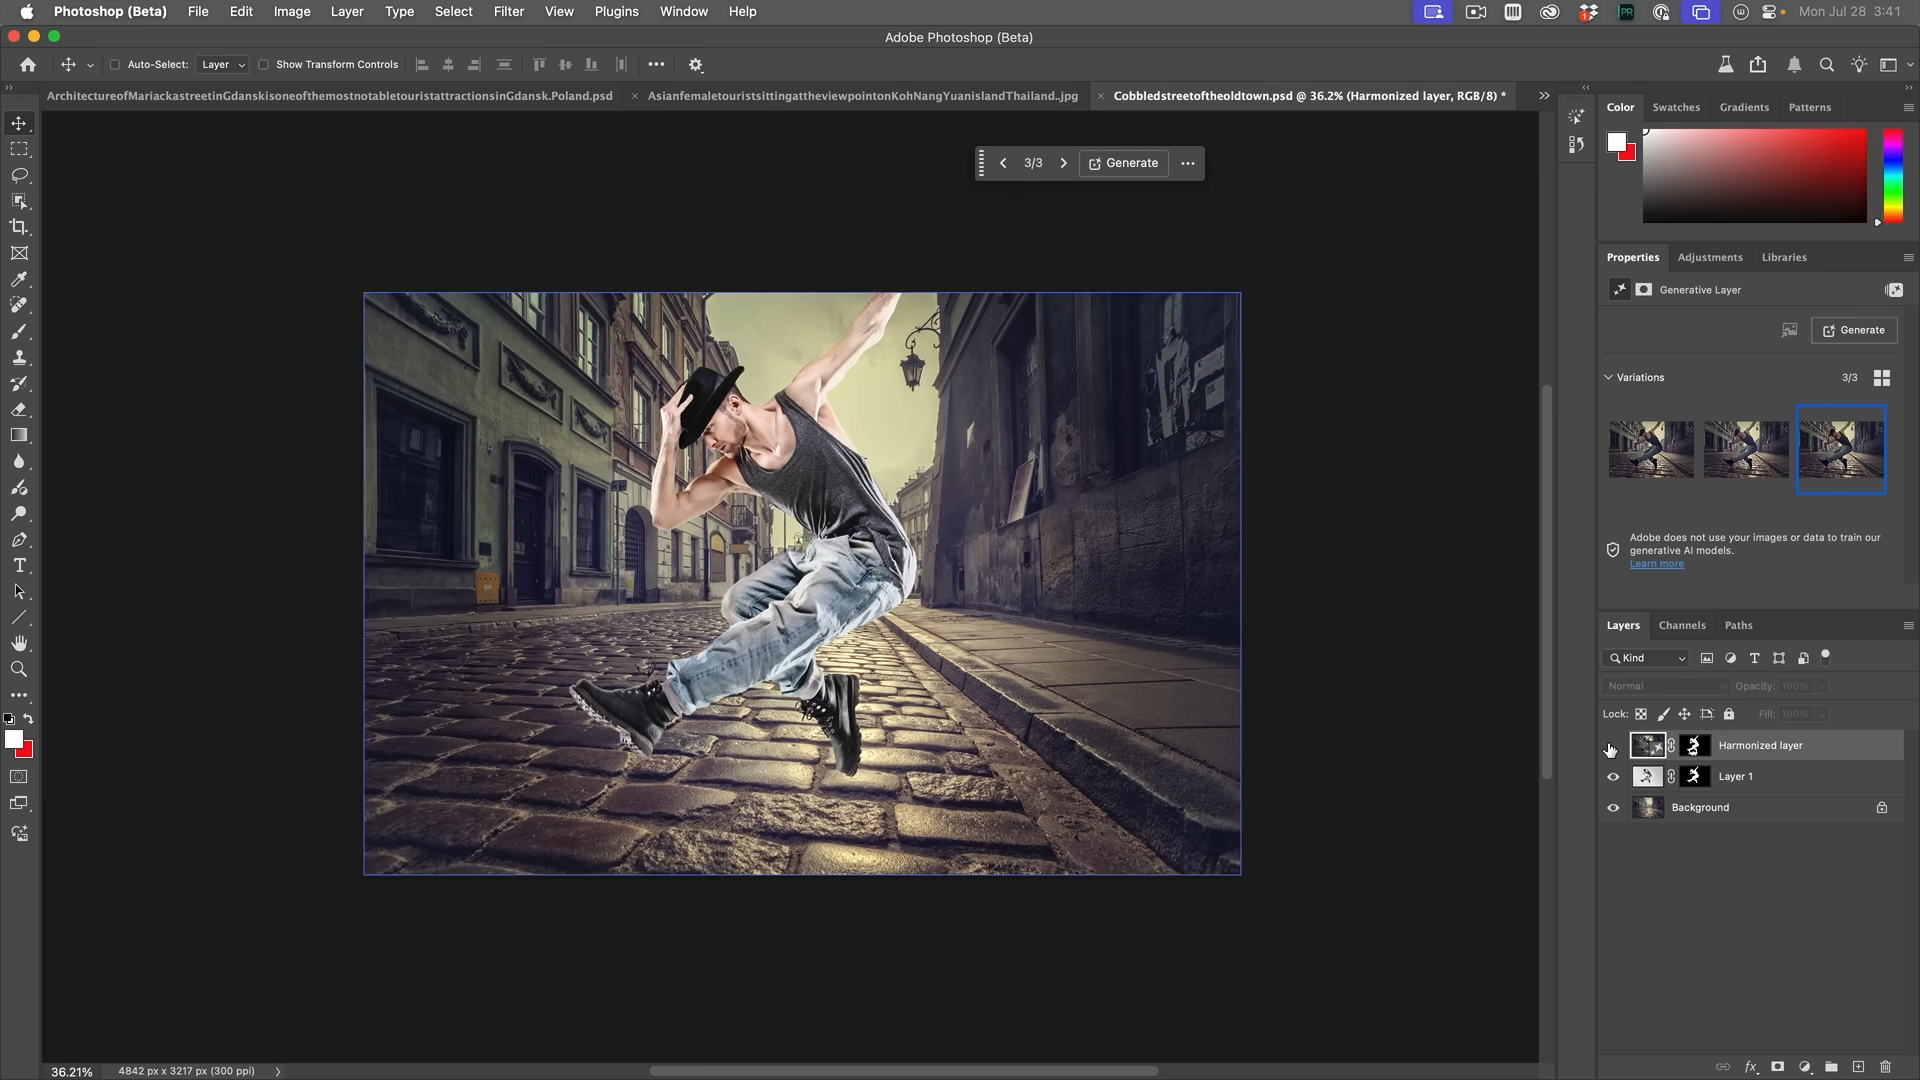 Photoshop (Beta) File Edit Image Layer Type Select Filter View Plugins Window Help Mon Jul 28 3:41
Adobe Photoshop (Beta)
Auto-Select: Layer Show Transform Controls
ArchitectureofMariackastreetinGdanskisoneofthemostnotabletouristattractionsinGdansk.Poland.psd AsianfemaletouristsittingattheviewpointonKohNangYuanislandThailand..jpg Cobbledstreetoftheoldtown.psd @ 36.2% (Harmonized layer, RGB/8) *
Color Swatches Gradients Patterns
3/3 Generate
Properties Adjustments Libraries
Generative Layer
Generate
Variations 3/3
Adobe does not use your images or data to train our
generative AI models.
Learn more
Layers Channels Paths
Kind
Normal Opacity: 100%
Lock: Fill: 100%
Harmonized layer
Layer 1
Background
36.21% 4842 px x 3217 px (300 ppi)